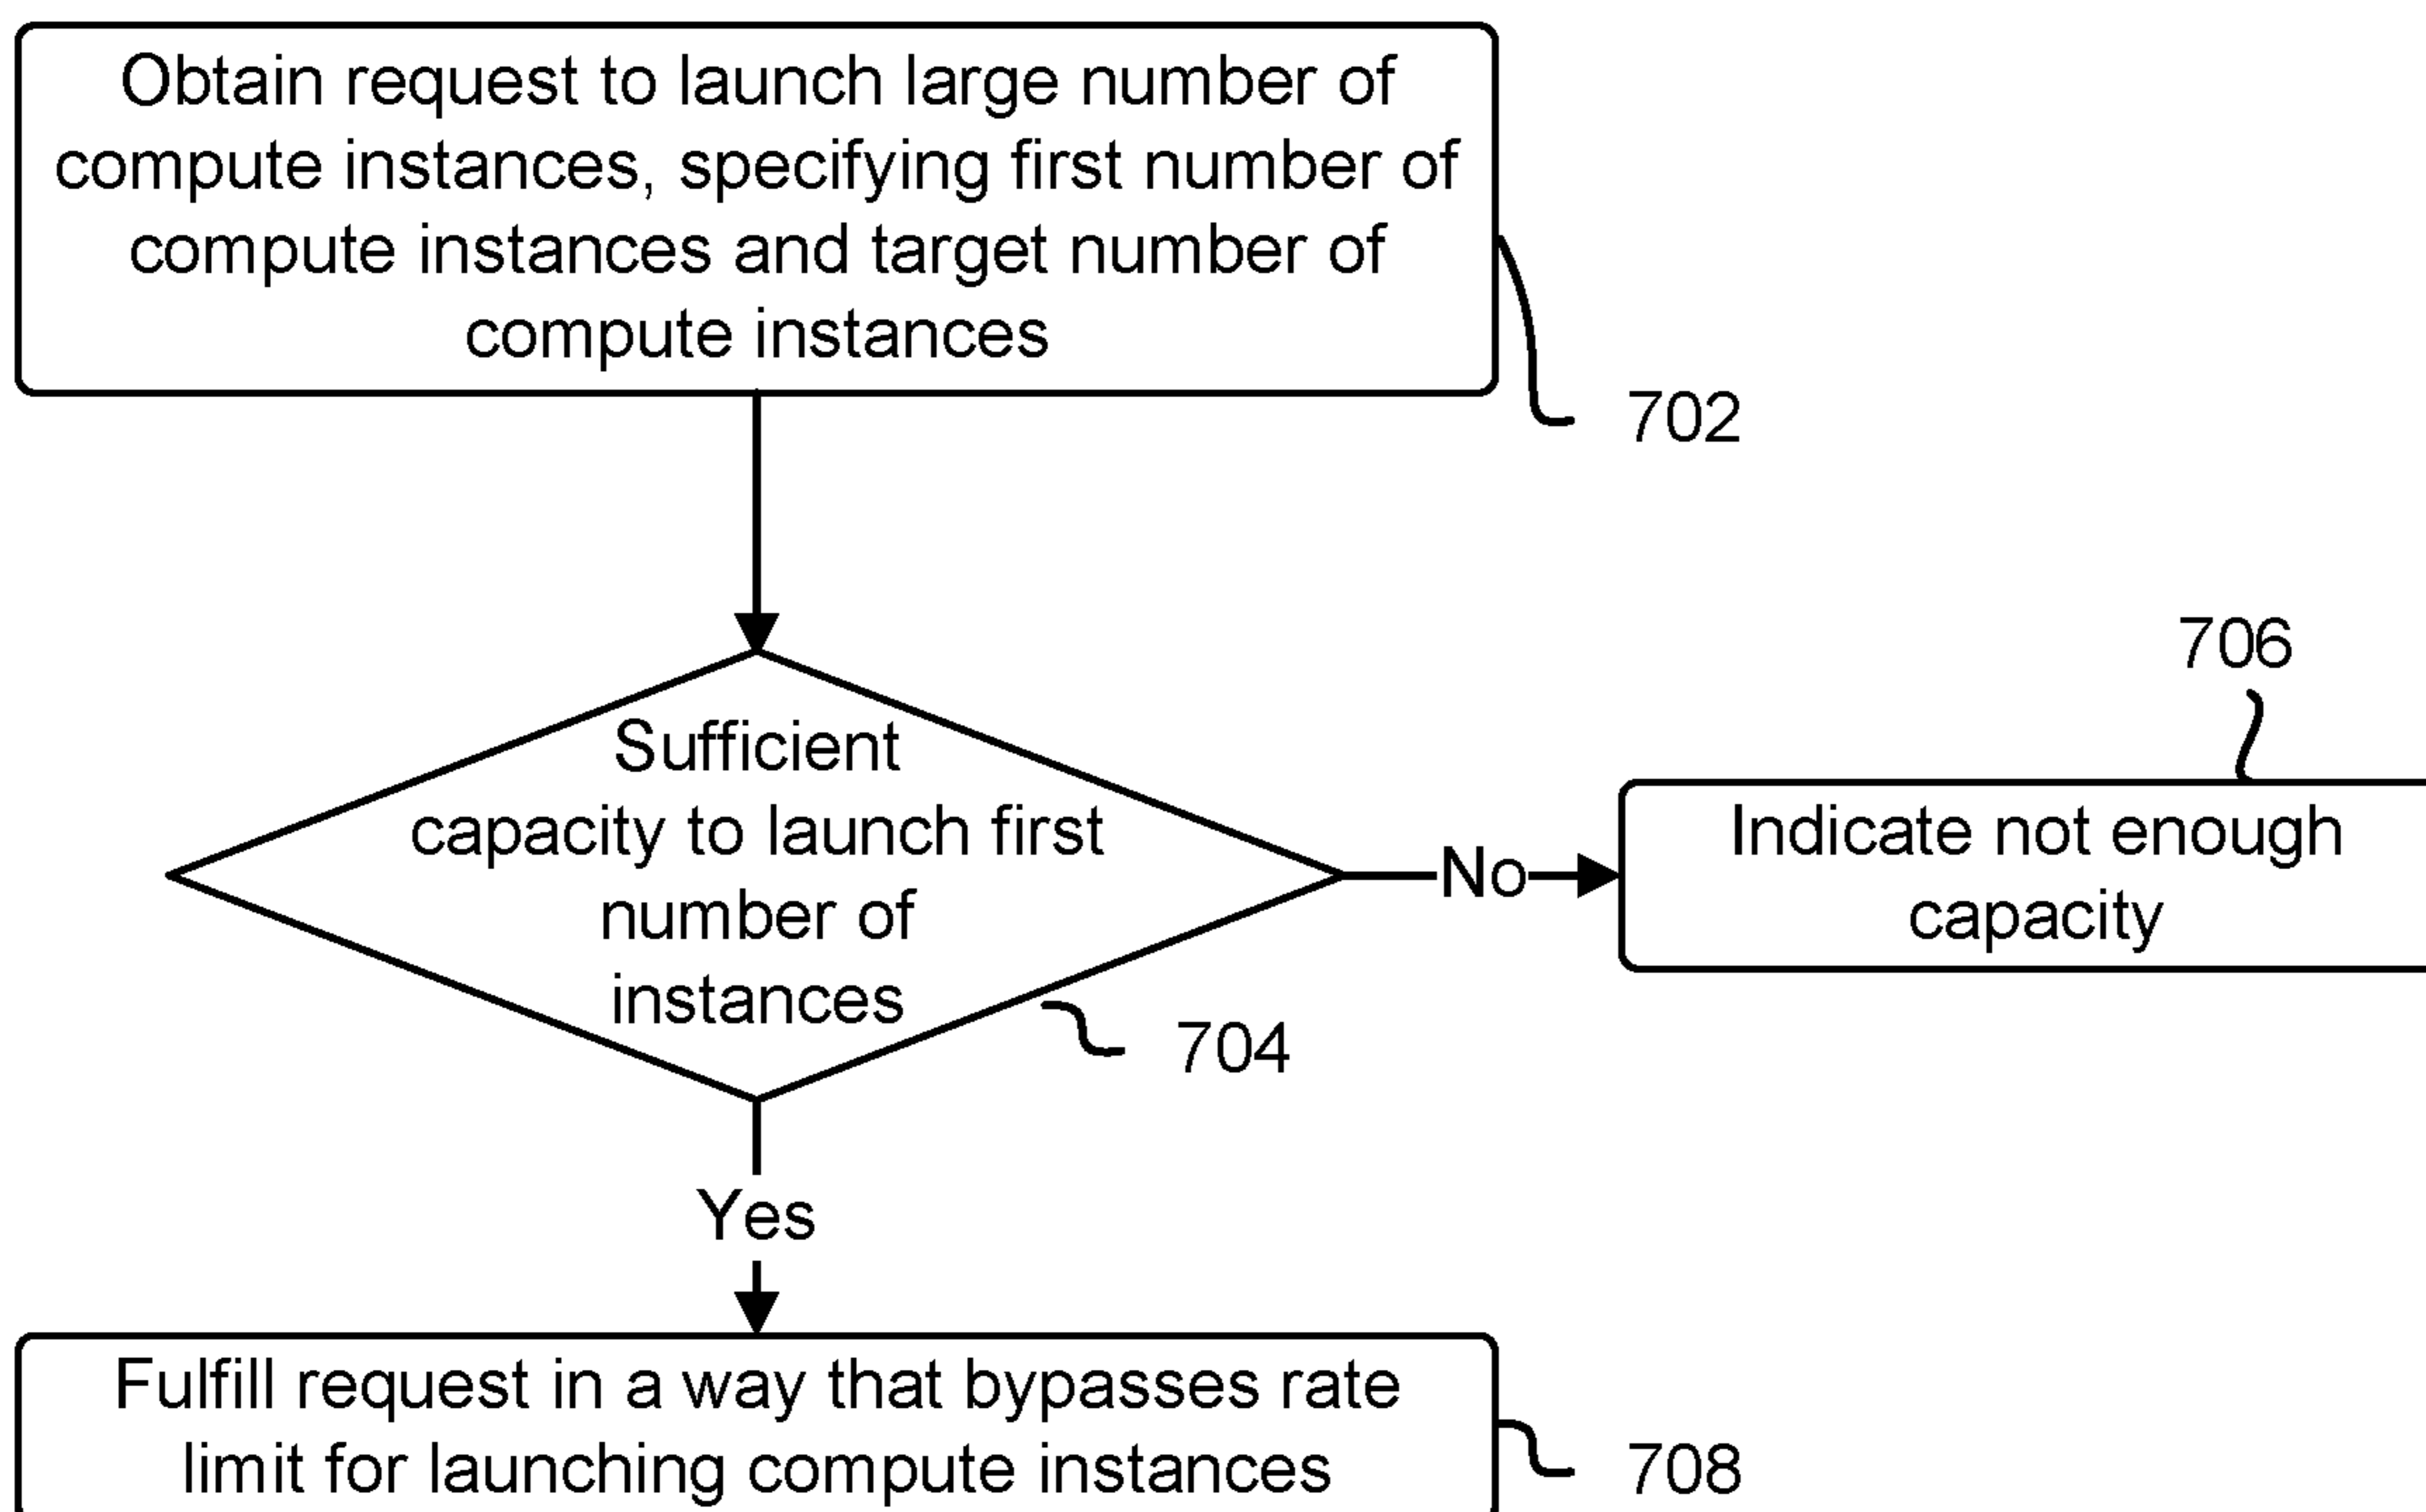 Obtain request to launch large number of
compute instances, specifying first number of
compute instances and target number of
compute instances
702
706
Sufficient
capacity to launch first
number of
instances
No
Indicate not enough
capacity
704
Yes
Fulfill request in a way that bypasses rate
limit for launching compute instances
708